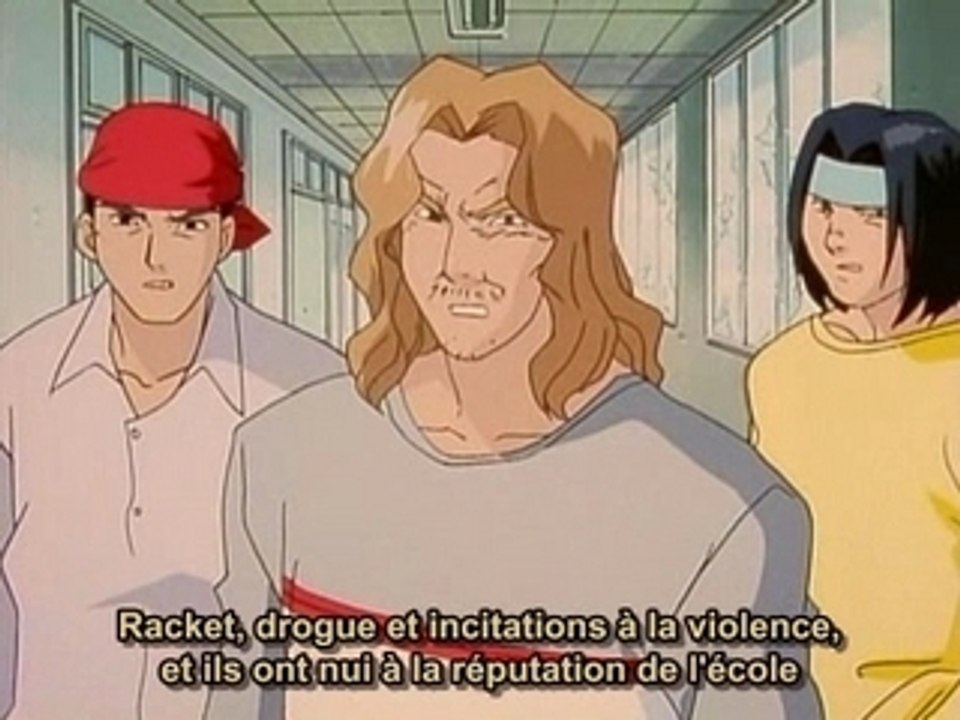 Racket, drogue et incitations à la violence,
et ils ont nui à la réputation de l'école